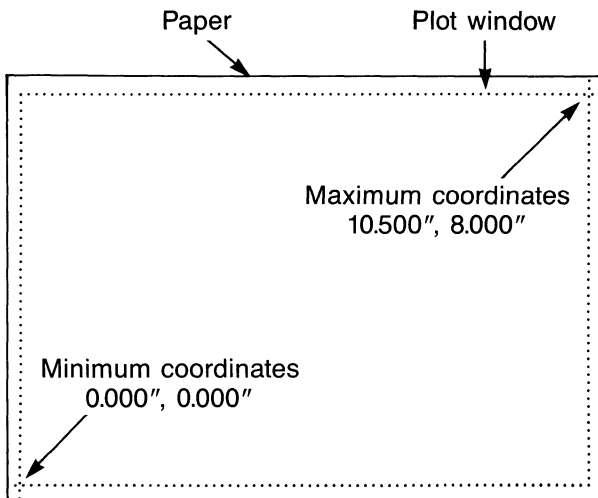 Paper
Plot window
Maximum coordinates
10.500", 8.000"
Minimum coordinates
0.000", 0.000"